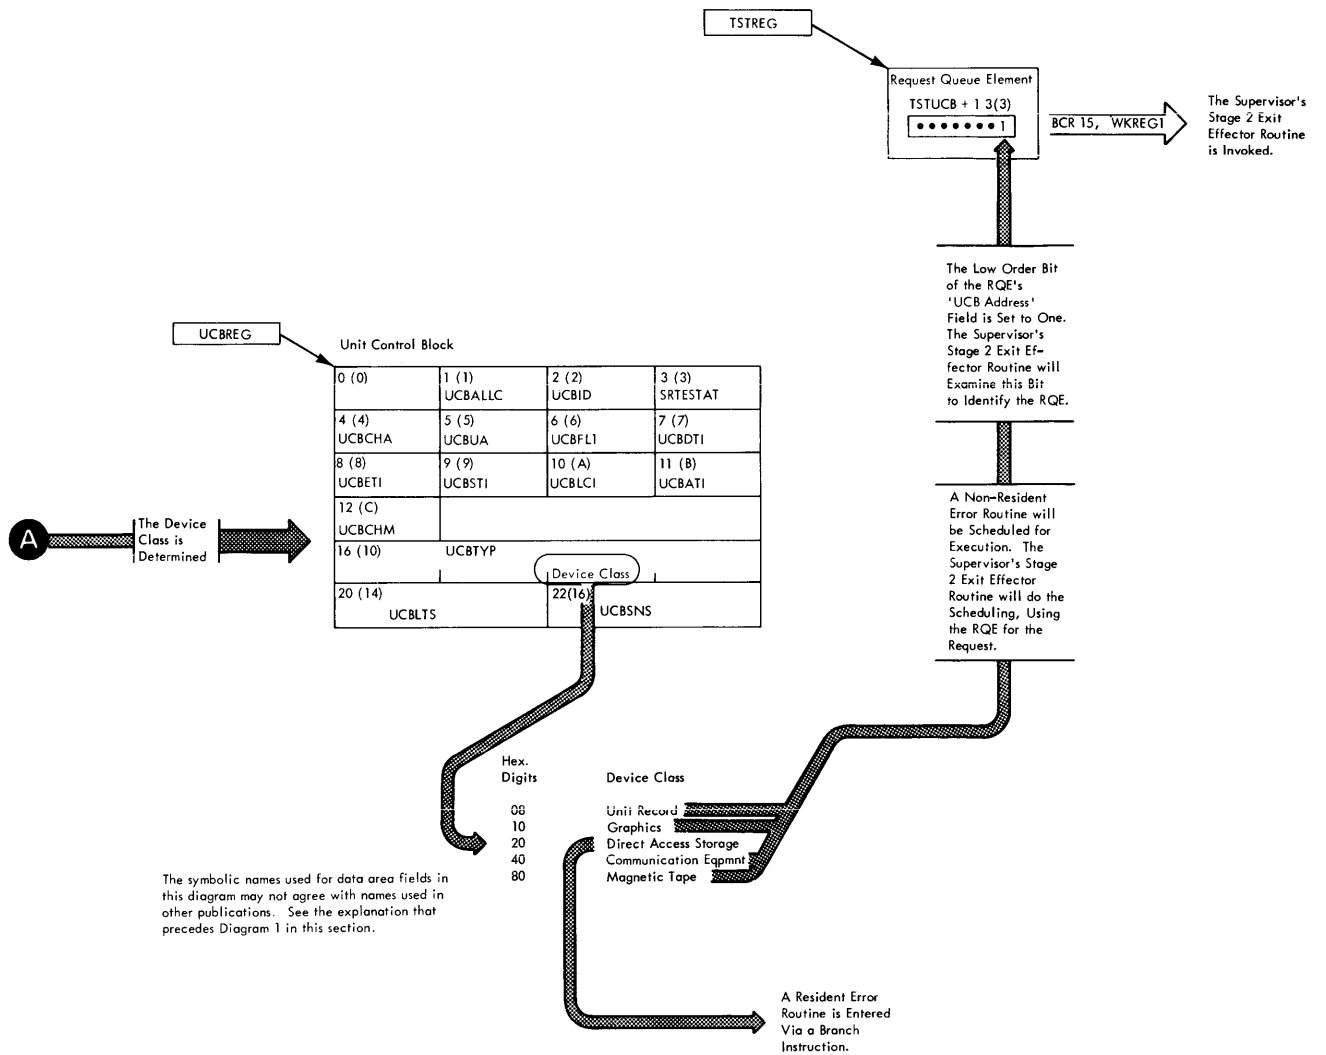 TSTREG
Request Queue Element
TSTUCB + 1 3(3)
• • • • • • • 1
BCR 15, WKREG1
The Supervisor's
Stage 2 Exit
Effector Routine
is Invoked.
The Low Order Bit
of the RQE's
'UCB Address'
Field is Set to One.
The Supervisor's
Stage 2 Exit Ef-
fector Routine will
Examine this Bit
to Identify the RQE.
UCBREG
Unit Control Block
0 (0)
1 (1)
UCBALLC
2 (2)
UCBID
3 (3)
SRTESTAT
4 (4)
UCBCHA
5 (5)
UCBUA
6 (6)
UCBFL1
7 (7)
UCBDTI
8 (8)
UCBETI
9 (9)
UCBSTI
10 (A)
UCBLCI
11 (B)
UCBATI
12 (C)
UCBCHM
16 (10)
UCBTYP
Device Class
20 (14)
UCBLTS
22(16)
UCBSNS
A
The Device
Class is
Determined
A Non-Resident
Error Routine will
be Scheduled for
Execution. The
Supervisor's Stage
2 Exit Effector
Routine will do the
Scheduling, Using
the RQE for the
Request.
Hex.
Digits
Device Class
08 Unit Record
10 Graphics
20 Direct Access Storage
40 Communication Eqpmnt
80 Magnetic Tape
The symbolic names used for data area fields in
this diagram may not agree with names used in
other publications. See the explanation that
precedes Diagram 1 in this section.
A Resident Error
Routine is Entered
Via a Branch
Instruction.